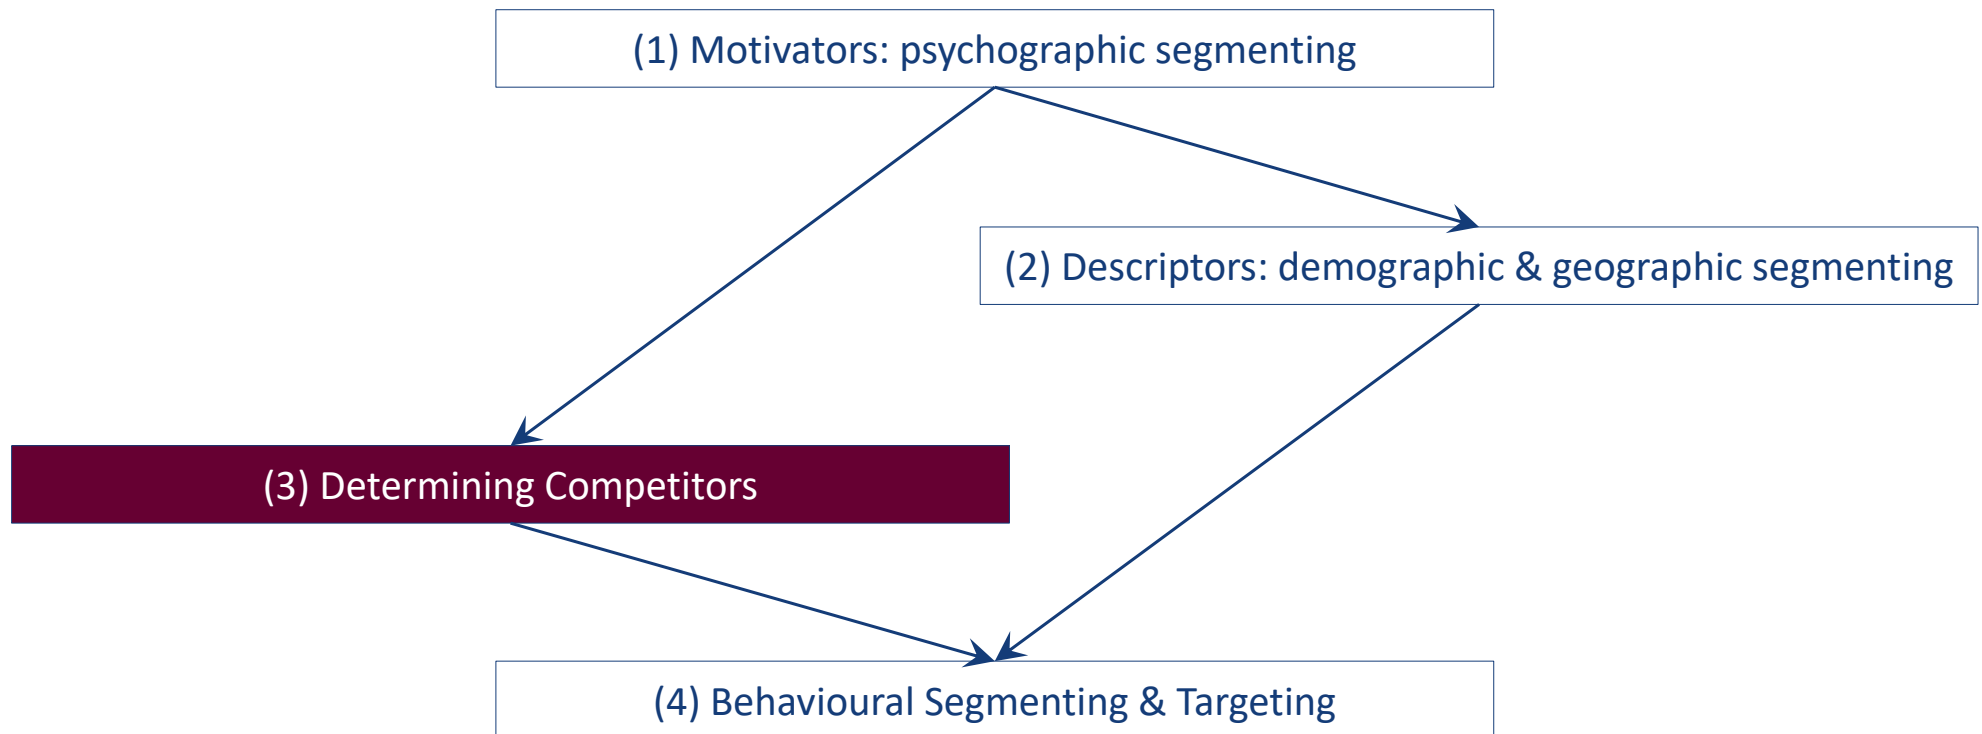 (1) Motivators: psychographic segmenting
(2) Descriptors: demographic & geographic segmenting
(3) Determining Competitors
(4) Behavioural Segmenting & Targeting